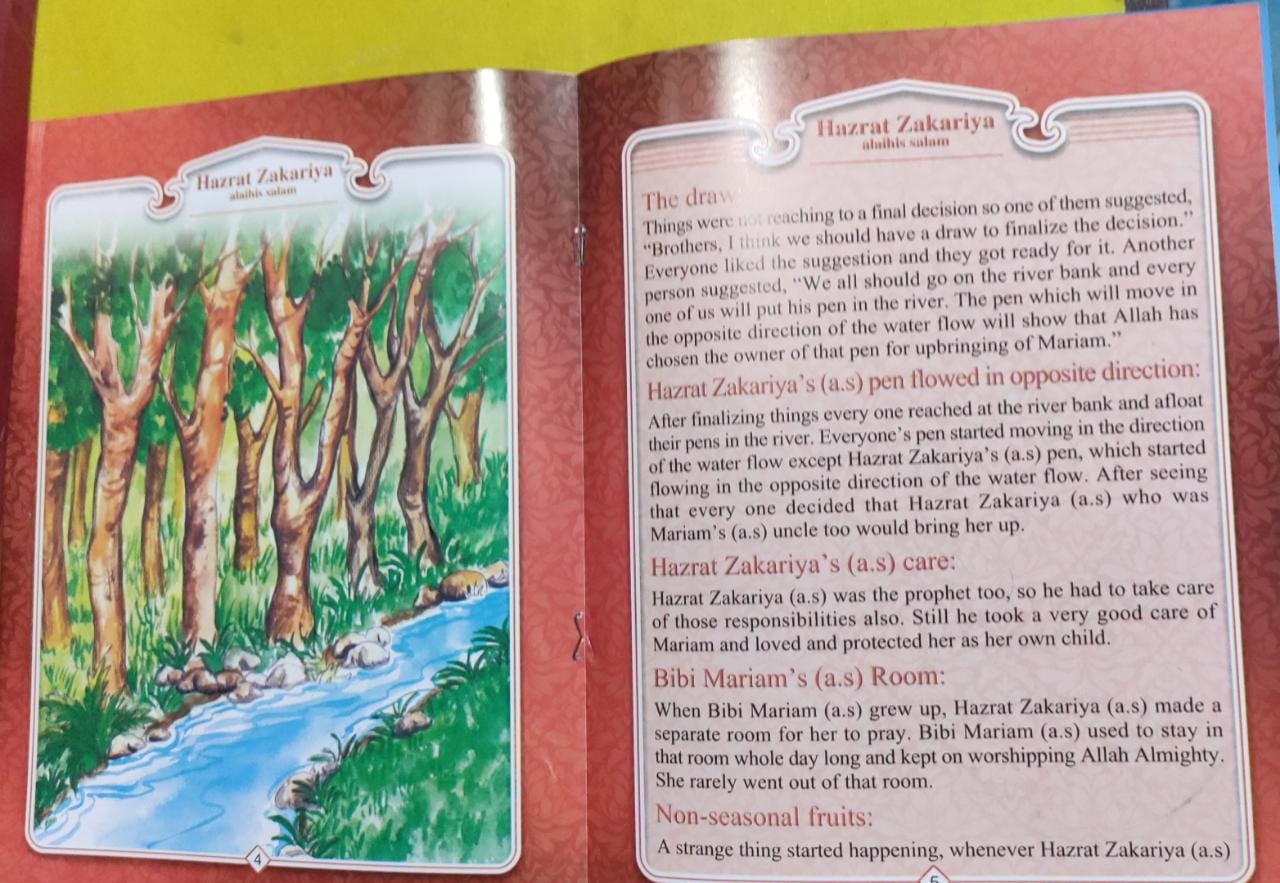 Hazrat Zakariya
alaihis salam
4
Hazrat Zakariya
alaihis salam
The draw
Things were not reaching to a final decision so one of them suggested,
“Brothers, I think we should have a draw to finalize the decision.”
Everyone liked the suggestion and they got ready for it. Another
person suggested, “We all should go on the river bank and every
one of us will put his pen in the river. The pen which will move in
the opposite direction of the water flow will show that Allah has
chosen the owner of that pen for upbringing of Mariam.”
Hazrat Zakariya’s (a.s) pen flowed in opposite direction:
After finalizing things every one reached at the river bank and afloat
their pens in the river. Everyone’s pen started moving in the direction
of the water flow except Hazrat Zakariya’s (a.s) pen, which started
flowing in the opposite direction of the water flow. After seeing
that every one decided that Hazrat Zakariya (a.s) who was
Mariam’s (a.s) uncle too would bring her up.
Hazrat Zakariya’s (a.s) care:
Hazrat Zakariya (a.s) was the prophet too, so he had to take care
of those responsibilities also. Still he took a very good care of
Mariam and loved and protected her as her own child.
Bibi Mariam’s (a.s) Room:
When Bibi Mariam (a.s) grew up, Hazrat Zakariya (a.s) made a
separate room for her to pray. Bibi Mariam (a.s) used to stay in
that room whole day long and kept on worshipping Allah Almighty.
She rarely went out of that room.
Non-seasonal fruits:
A strange thing started happening, whenever Hazrat Zakariya (a.s)
5